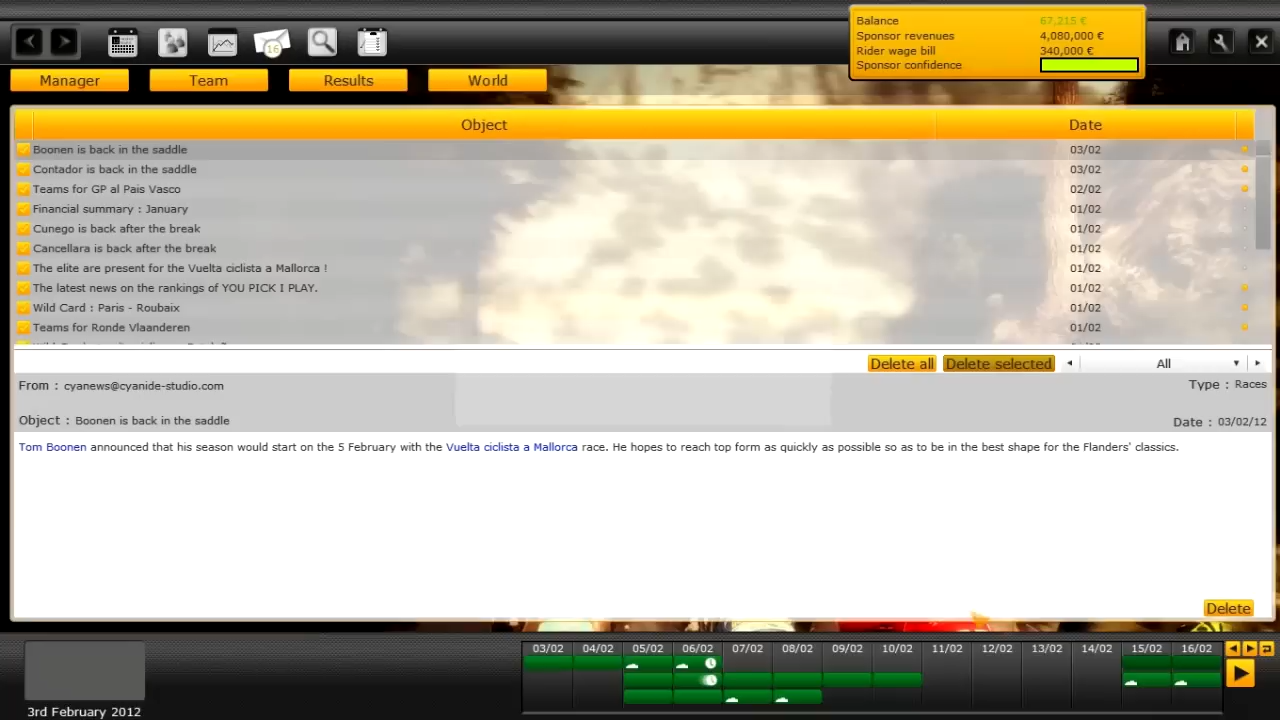 Balance 67,215 €
Sponsor revenues 4,080,000 €
Rider wage bill 340,000 €
Sponsor confidence
16
Manager Team Results World
Object Date
Boonen is back in the saddle 03/02
Contador is back in the saddle 03/02
Teams for GP al Pais Vasco 02/02
Financial summary : January 01/02
Cunego is back after the break 01/02
Cancellara is back after the break 01/02
The elite are present for the Vuelta ciclista a Mallorca ! 01/02
The latest news on the rankings of YOU PICK I PLAY. 01/02
Wild Card : Paris - Roubaix 01/02
Teams for Ronde Vlaanderen 01/02
Delete all Delete selected All
From : cyanews@cyanide-studio.com Type : Races
Object : Boonen is back in the saddle Date : 03/02/12
Tom Boonen announced that his season would start on the 5 February with the Vuelta ciclista a Mallorca race. He hopes to reach top form as quickly as possible so as to be in the best shape for the Flanders' classics.
Delete
03/02 04/02 05/02 06/02 07/02 08/02 09/02 10/02 11/02 12/02 13/02 14/02 15/02 16/02
3rd February 2012